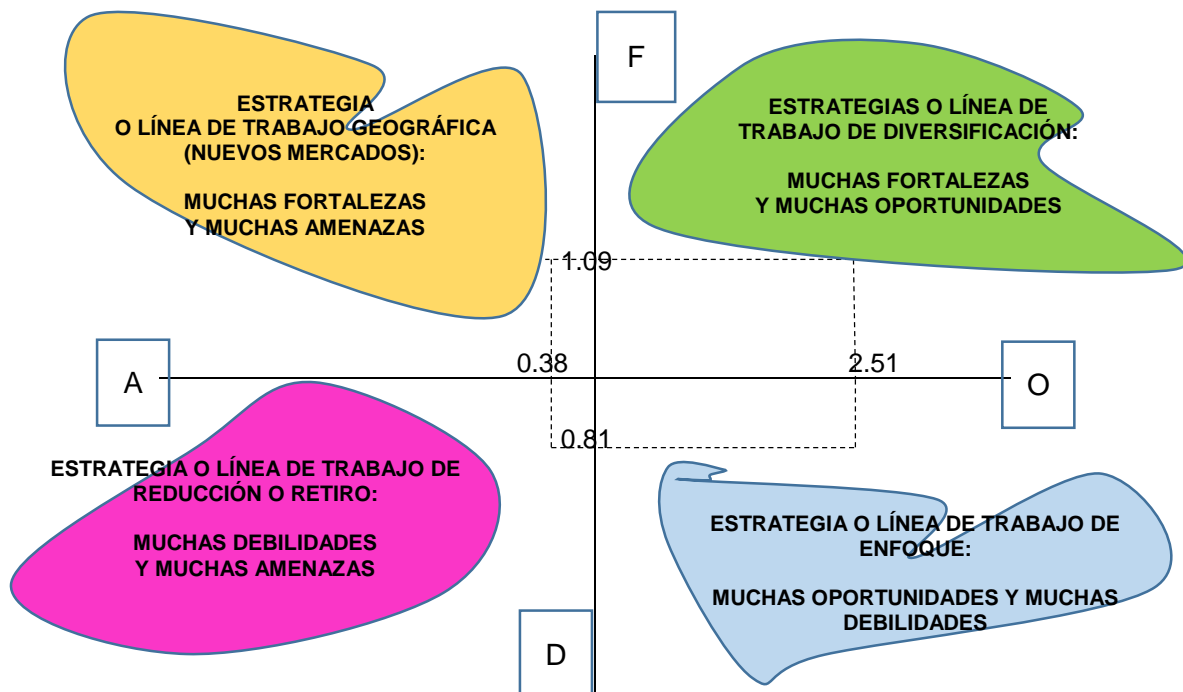 F
ESTRATEGIA
O LÍNEA DE TRABAJO GEOGRÁFICA
(NUEVOS MERCADOS):
MUCHAS FORTALEZAS
Y MUCHAS AMENAZAS
ESTRATEGIAS O LÍNEA DE
TRABAJO DE DIVERSIFICACIÓN:
MUCHAS FORTALEZAS
Y MUCHAS OPORTUNIDADES
1.09
0.38
2.51
A
O
0.81
ESTRATEGIA O LÍNEA DE TRABAJO DE
REDUCCIÓN O RETIRO:
MUCHAS DEBILIDADES
Y MUCHAS AMENAZAS
ESTRATEGIA O LÍNEA DE TRABAJO DE
ENFOQUE:
MUCHAS OPORTUNIDADES Y MUCHAS
DEBILIDADES
D